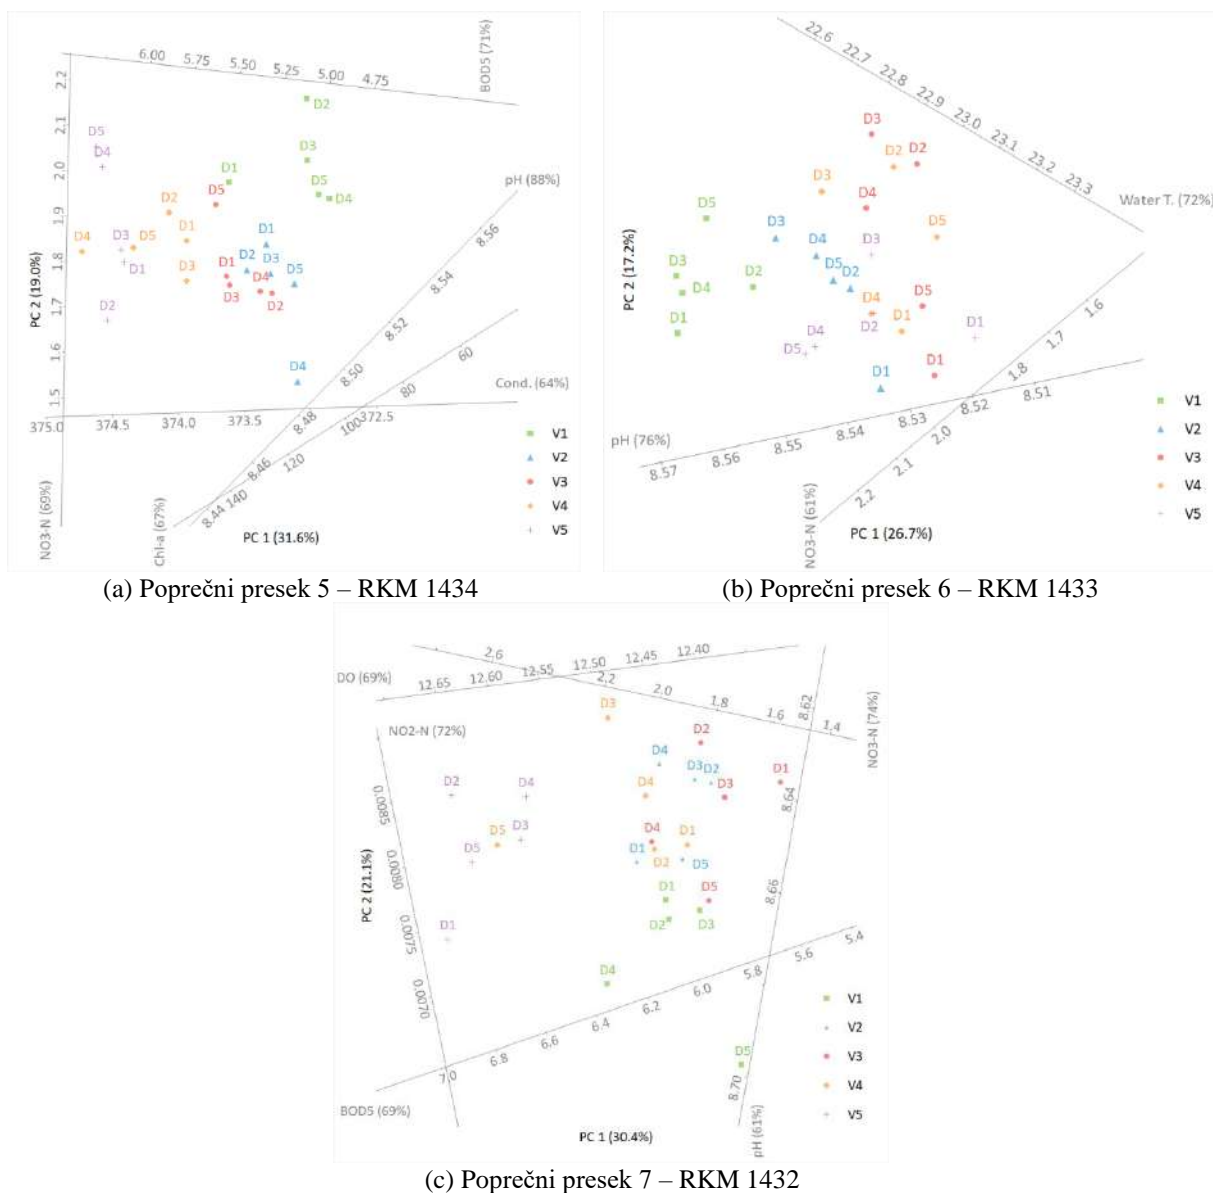 6.00 5.75 5.50 5.25 5.00 4.75
BOD5 (71%)
2.2
2.1
2.0
1.9
1.8
1.7
1.6
1.5
PC 2 (19.0%)
D2
D3
D5
D4
D1
D5
D4
D2
D5
pH (88%)
D4
D3
D5
D1
D1
D3
D2
D1
D2
D3
D5
D1
D3
D4
D2
D4
8.56
8.54
8.52
8.50
8.48
8.46
8.44
60
80
100
120
140
Cond. (64%)
375.0 374.5 374.0 373.5 372.5
NO3-N (69%)
Chl-a (67%)
PC 1 (31.6%)
V1
V2
V3
V4
V5
22.6 22.7 22.8 22.9 23.0 23.1 23.2 23.3
Water T. (72%)
PC 2 (17.2%)
D3
D2
D2
D3
D4
D5
D3
D5
D3
D4
D5
D2
D3
D4
D2
D1
D4
D1
D2
D5
D1
D4
D5
D1
D1
1.6
1.7
1.8
2.0
2.1
2.2
8.57 8.56 8.55 8.54 8.53 8.52 8.51
pH (76%)
NO3-N (61%)
PC 1 (26.7%)
V1
V2
V3
V4
V5
(a) Poprečni presek 5 – RKM 1434
(b) Poprečni presek 6 – RKM 1433
2.6 2.2 2.0 1.8 1.6 1.4
DO (69%)
12.65 12.60 12.55 12.50 12.45 12.40
NO2-N (72%)
NO3-N (74%)
8.62
8.64
8.66
8.70
D3
D2
D4
D3
D2
D1
D3
D2
D4
D4
D5
D3
D5
D4
D1
D1
D2
D5
D1
D5
D1
D2
D3
D4
D5
0.0085
0.0080
0.0075
0.0070
PC 2 (21.1%)
7.0 6.8 6.6 6.4 6.2 6.0 5.8 5.6 5.4
BOD5 (69%)
pH (61%)
PC 1 (30.4%)
V1
V2
V3
V4
V5
(c) Poprečni presek 7 – RKM 1432